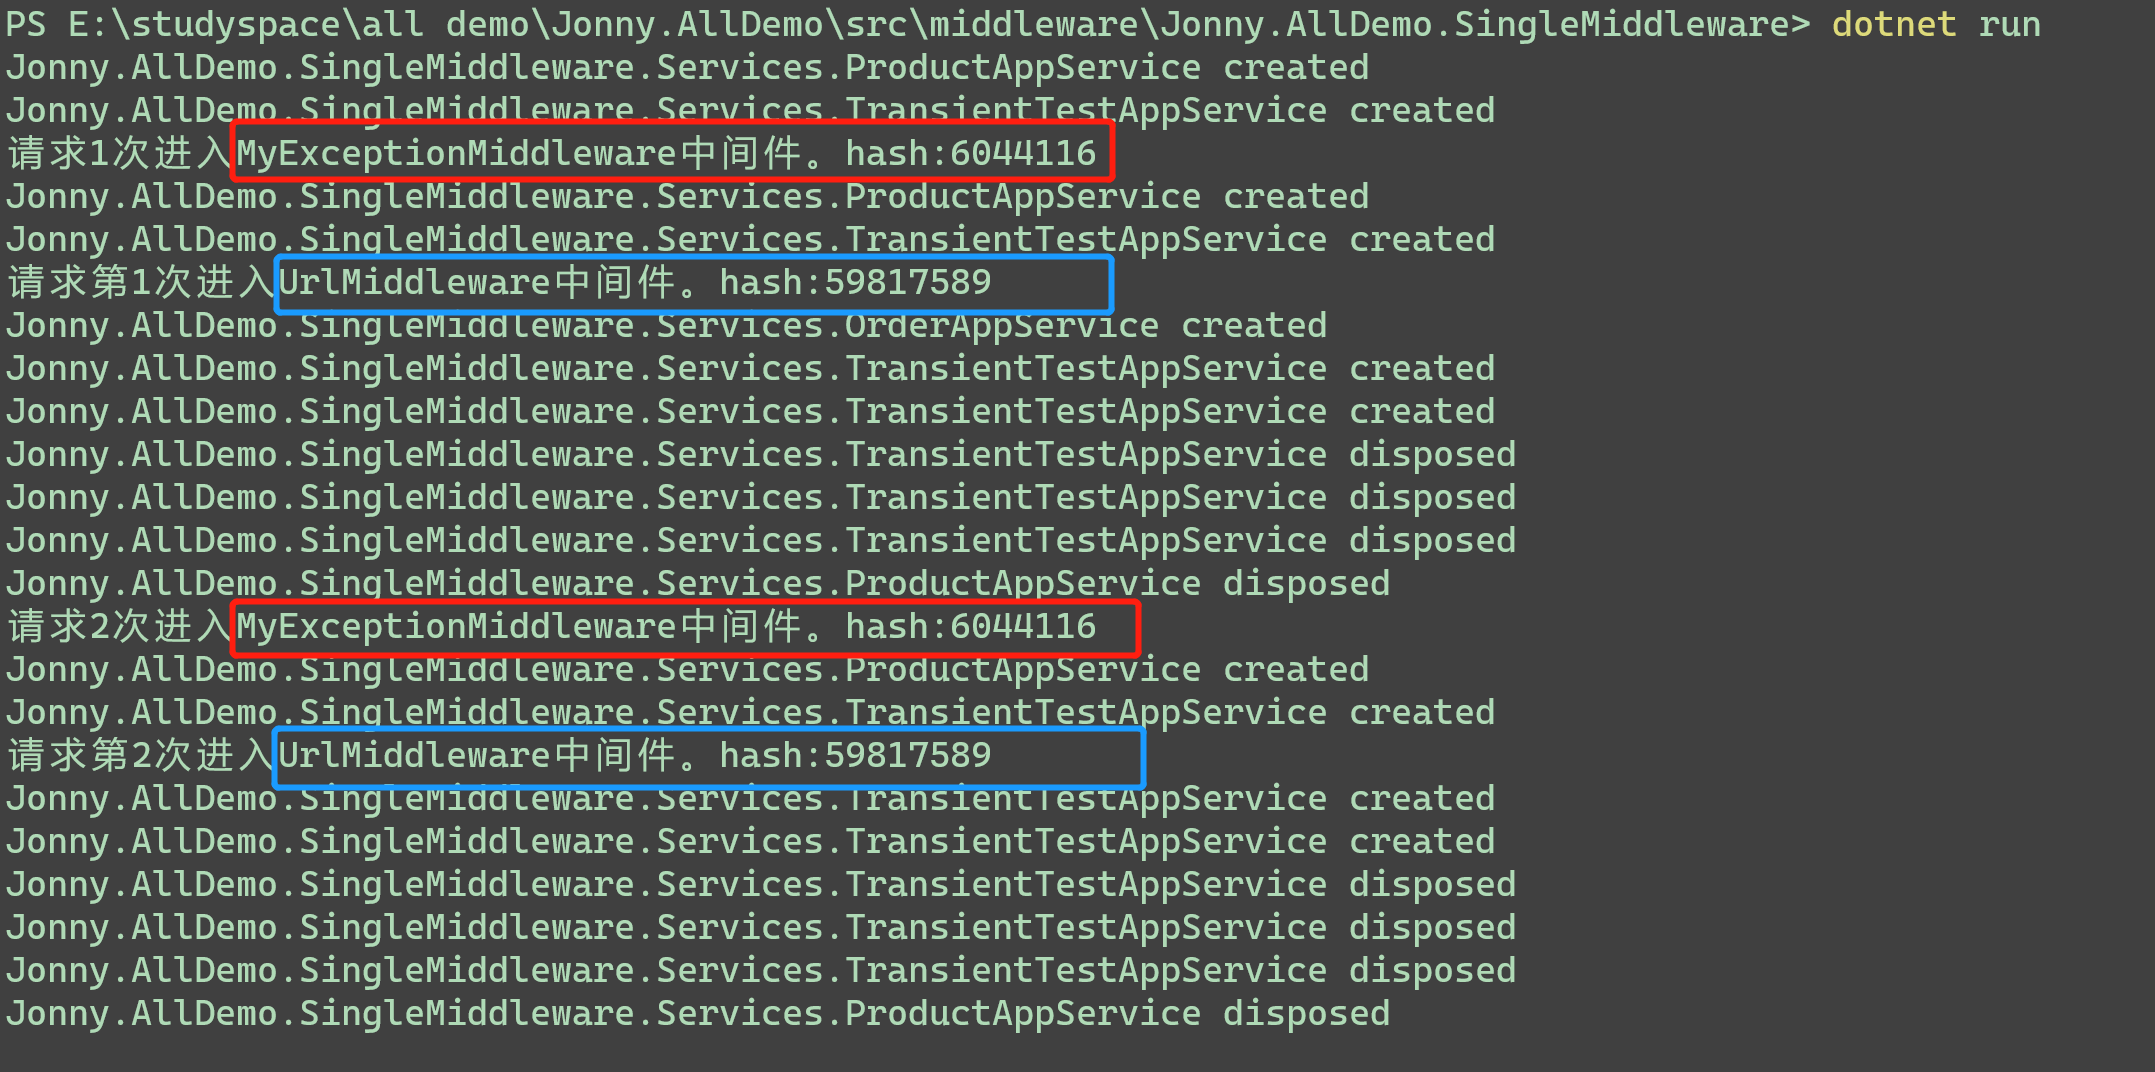 PS E:\studyspace\all demo\Jonny.AllDemo\src\middleware\Jonny.AllDemo.SingleMiddleware> dotnet run
Jonny.AllDemo.SingleMiddleware.Services.ProductAppService created
Jonny.AllDemo.SingleMiddleware.Services.TransientTestAppService created
请求1次进入MyExceptionMiddleware中间件。hash:6044116
Jonny.AllDemo.SingleMiddleware.Services.ProductAppService created
Jonny.AllDemo.SingleMiddleware.Services.TransientTestAppService created
请求第1次进入UrlMiddleware中间件。hash:59817589
Jonny.AllDemo.SingleMiddleware.Services.OrderAppService created
Jonny.AllDemo.SingleMiddleware.Services.TransientTestAppService created
Jonny.AllDemo.SingleMiddleware.Services.TransientTestAppService created
Jonny.AllDemo.SingleMiddleware.Services.TransientTestAppService disposed
Jonny.AllDemo.SingleMiddleware.Services.TransientTestAppService disposed
Jonny.AllDemo.SingleMiddleware.Services.TransientTestAppService disposed
Jonny.AllDemo.SingleMiddleware.Services.ProductAppService disposed
请求2次进入MyExceptionMiddleware中间件。hash:6044116
Jonny.AllDemo.SingleMiddleware.Services.ProductAppService created
Jonny.AllDemo.SingleMiddleware.Services.TransientTestAppService created
请求第2次进入UrlMiddleware中间件。hash:59817589
Jonny.AllDemo.SingleMiddleware.Services.TransientTestAppService created
Jonny.AllDemo.SingleMiddleware.Services.TransientTestAppService created
Jonny.AllDemo.SingleMiddleware.Services.TransientTestAppService disposed
Jonny.AllDemo.SingleMiddleware.Services.TransientTestAppService disposed
Jonny.AllDemo.SingleMiddleware.Services.TransientTestAppService disposed
Jonny.AllDemo.SingleMiddleware.Services.ProductAppService disposed